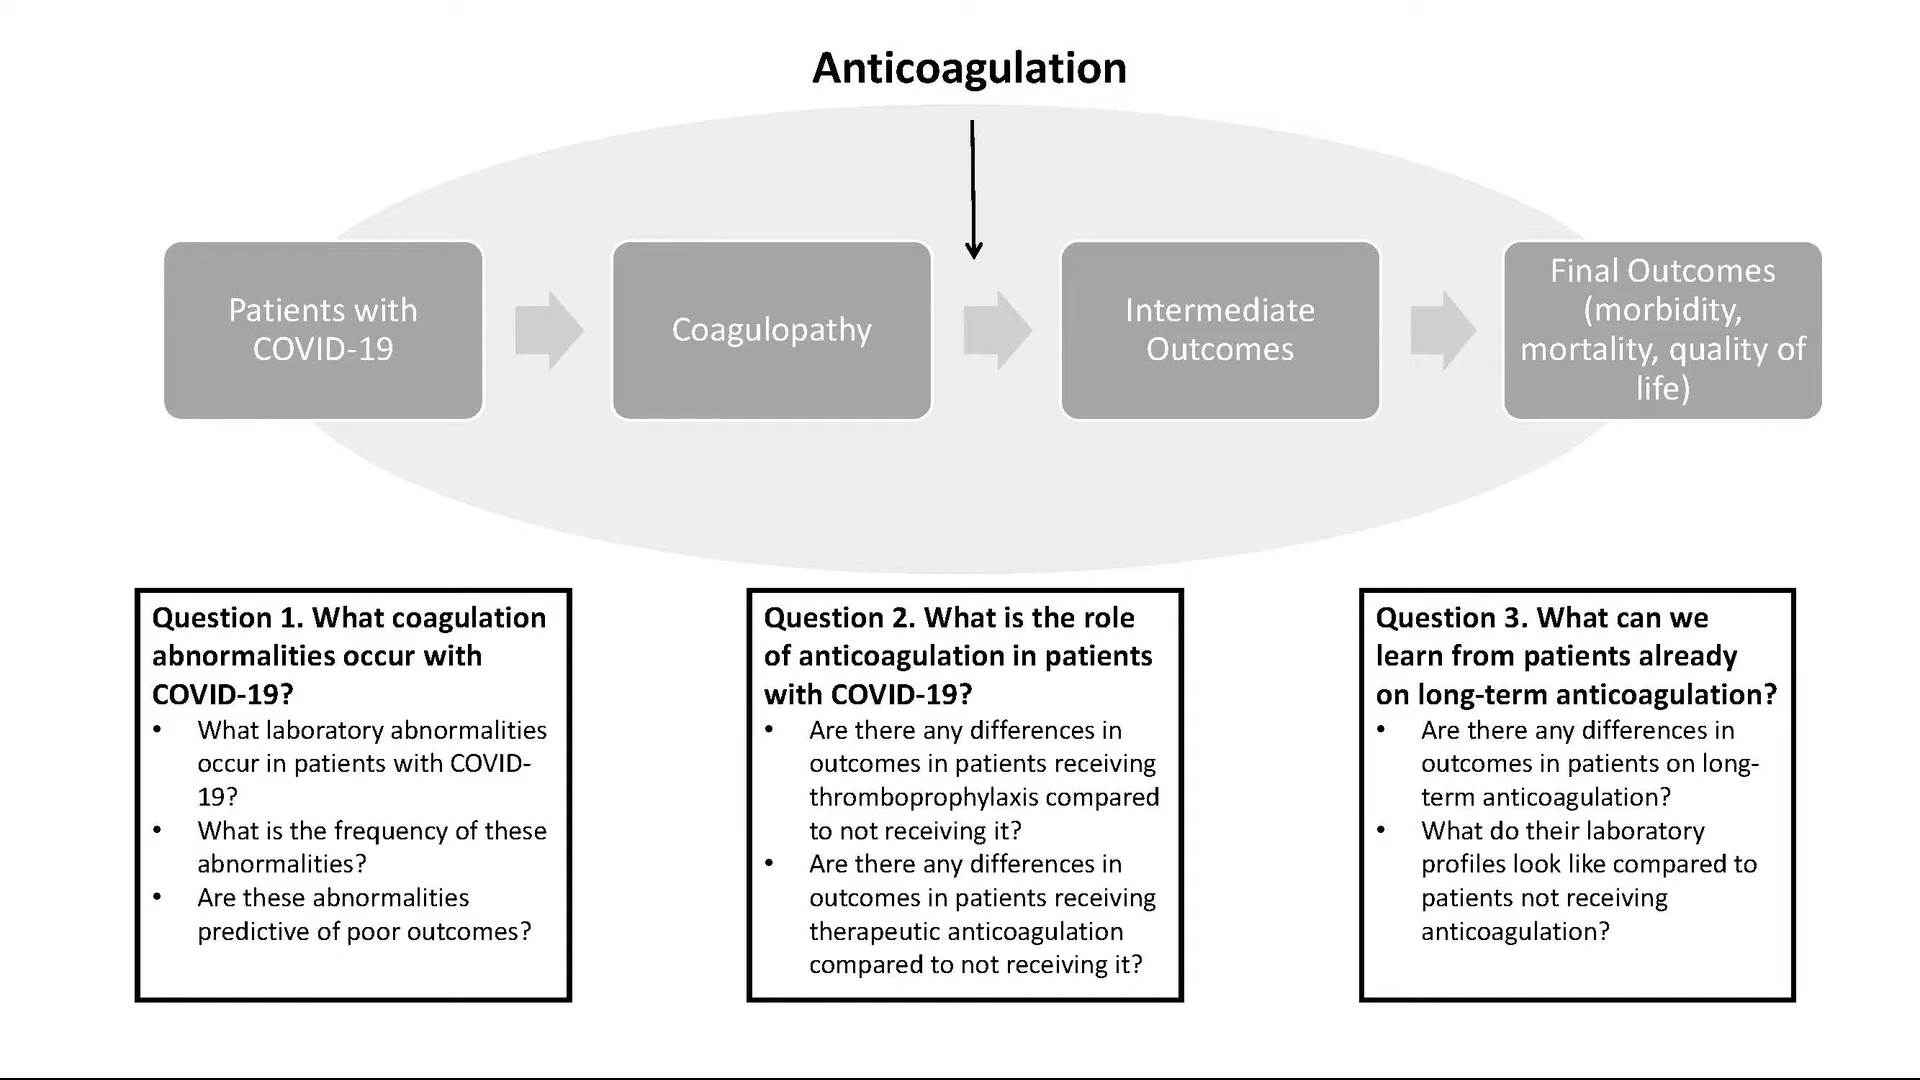 Anticoagulation
Patients with
COVID-19
Coagulopathy
Intermediate
Outcomes
Final Outcomes
(morbidity,
mortality, quality of
life)
Question 1. What coagulation
abnormalities occur with
COVID-19?
• What laboratory abnormalities
occur in patients with COVID-
19?
• What is the frequency of these
abnormalities?
• Are these abnormalities
predictive of poor outcomes?
Question 2. What is the role
of anticoagulation in patients
with COVID-19?
• Are there any differences in
outcomes in patients receiving
thromboprophylaxis compared
to not receiving it?
• Are there any differences in
outcomes in patients receiving
therapeutic anticoagulation
compared to not receiving it?
Question 3. What can we
learn from patients already
on long-term anticoagulation?
• Are there any differences in
outcomes in patients on long-
term anticoagulation?
• What do their laboratory
profiles look like compared to
patients not receiving
anticoagulation?